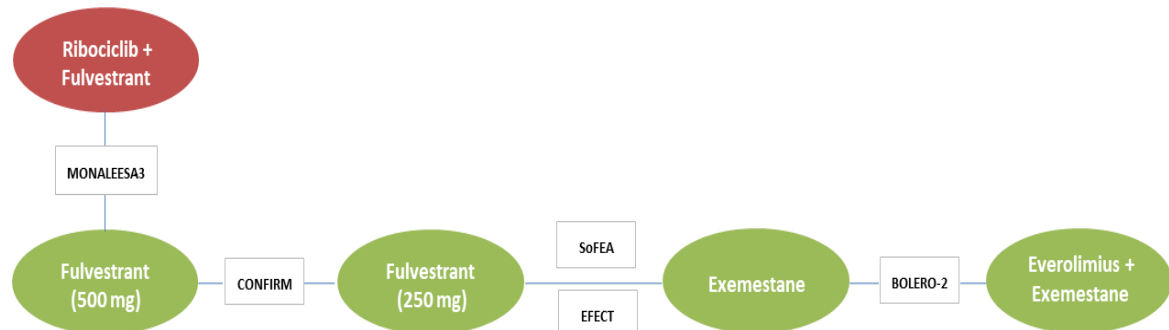 Ribociclib +
Fulvestrant
MONALEESA3
Fulvestrant
(500 mg)
CONFIRM
Fulvestrant
(250 mg)
SoFEA
EFECT
Exemestane
BOLERO-2
Everolimius +
Exemestane